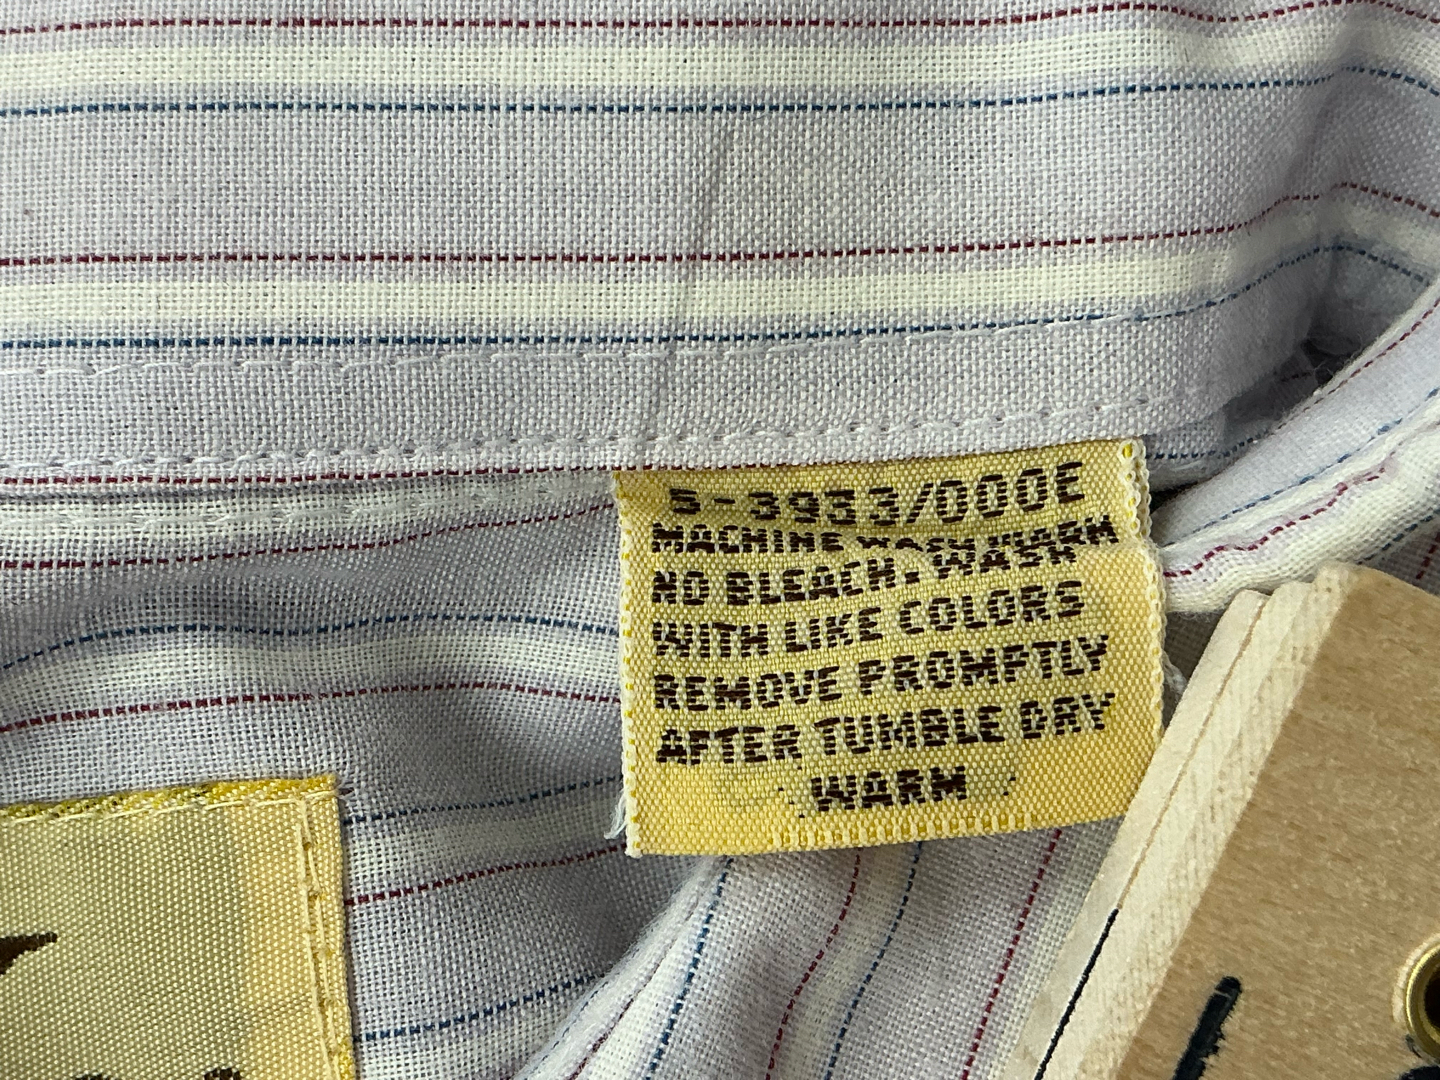 5-3933/000E
MACHINE WASH WARM
NO BLEACH. WASH
WITH LIKE COLORS
REMOVE PROMPTLY
AFTER TUMBLE DRY
WARM